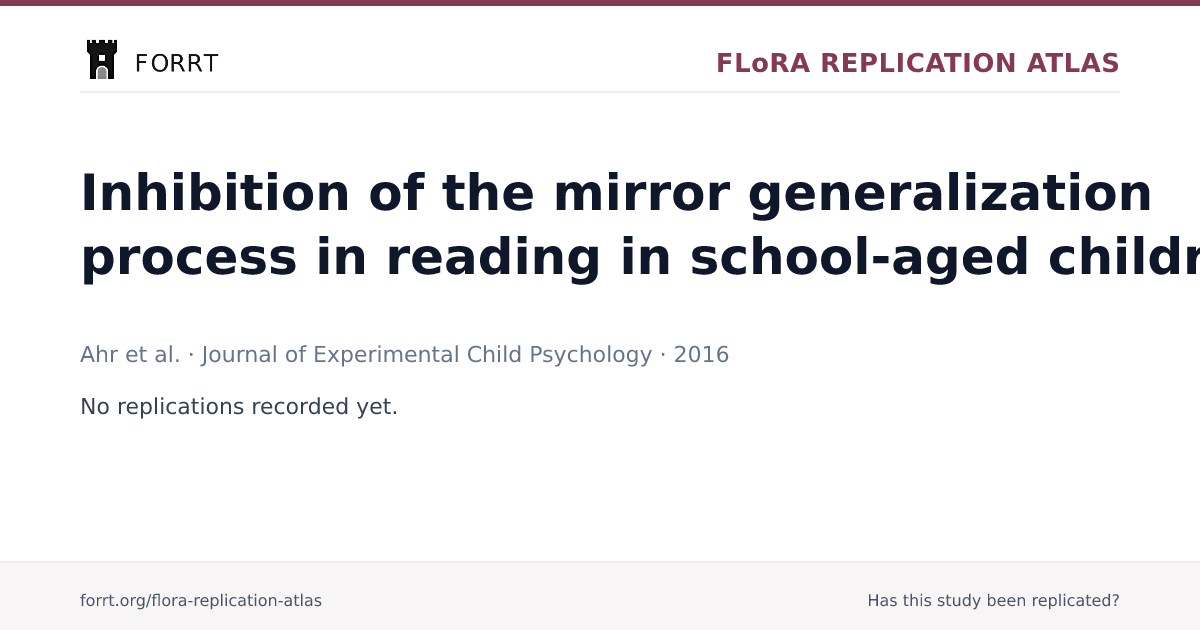 FORRT
FLoRA REPLICATION ATLAS
Inhibition of the mirror generalization
process in reading in school-aged childr
Ahr et al. · Journal of Experimental Child Psychology · 2016
No replications recorded yet.
forrt.org/flora-replication-atlas
Has this study been replicated?